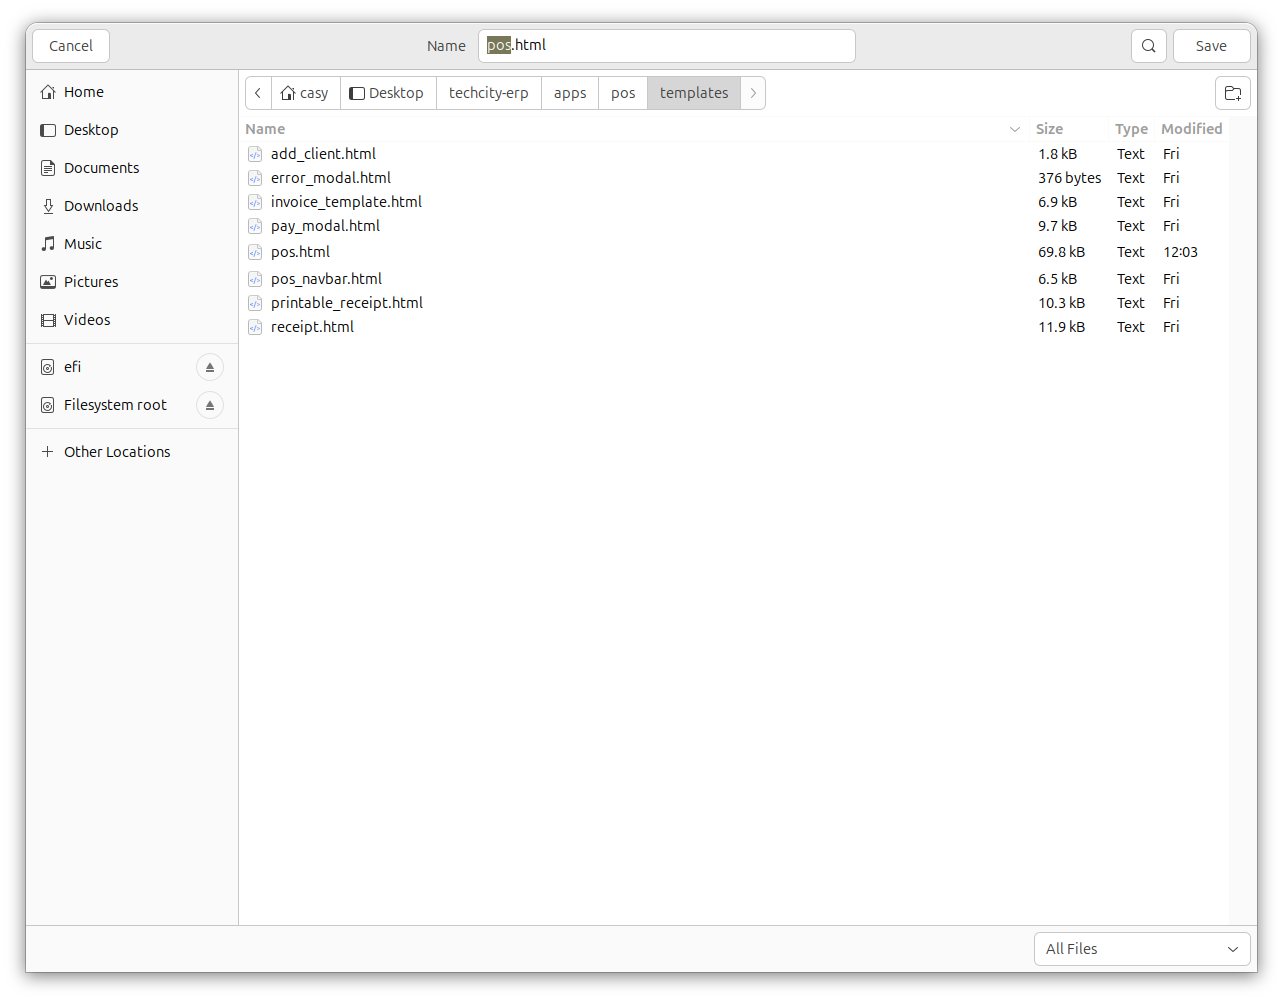 Cancel Name pos.html Save
Home
Desktop
Documents
Downloads
Music
Pictures
Videos
efi
Filesystem root
Other Locations
casy Desktop techcity-erp apps pos templates
Name Size Type Modified
add_client.html 1.8 kB Text Fri
error_modal.html 376 bytes Text Fri
invoice_template.html 6.9 kB Text Fri
pay_modal.html 9.7 kB Text Fri
pos.html 69.8 kB Text 12:03
pos_navbar.html 6.5 kB Text Fri
printable_receipt.html 10.3 kB Text Fri
receipt.html 11.9 kB Text Fri
All Files